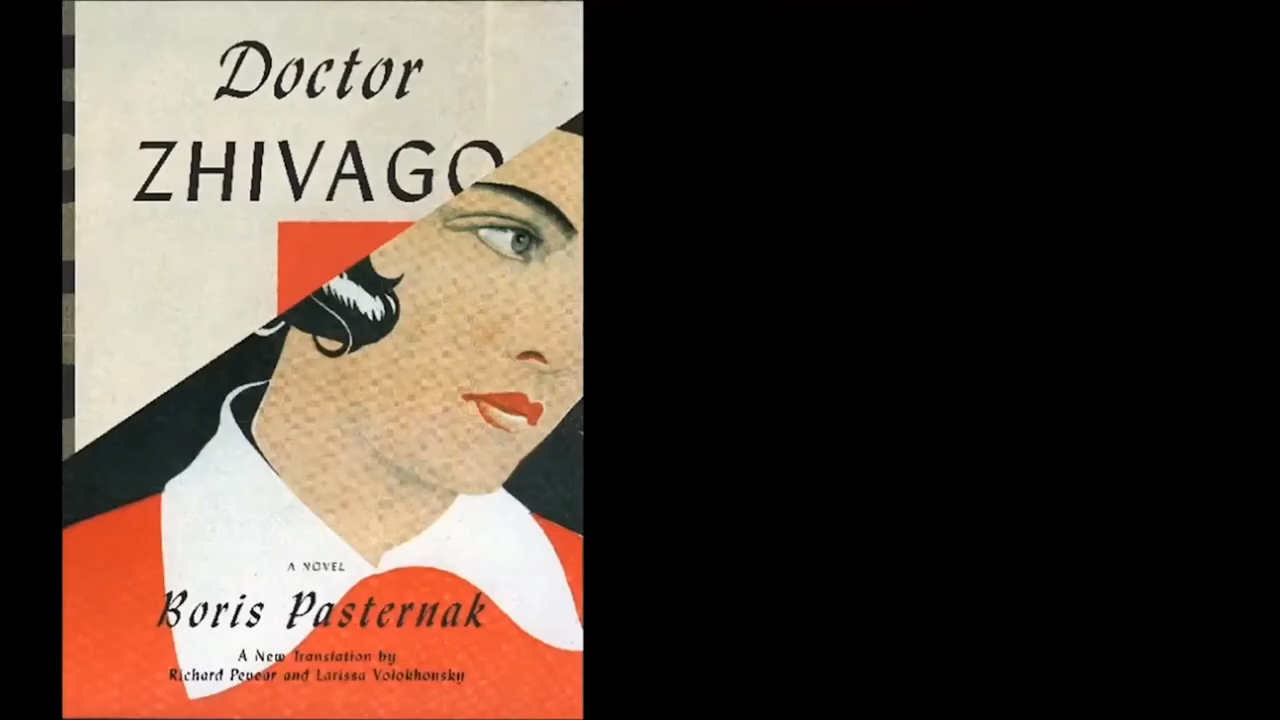 Doctor
ZHIVAGO
A NOVEL
Boris Pasternak
A New Translation by
Richard Pevear and Larissa Volokhonsky